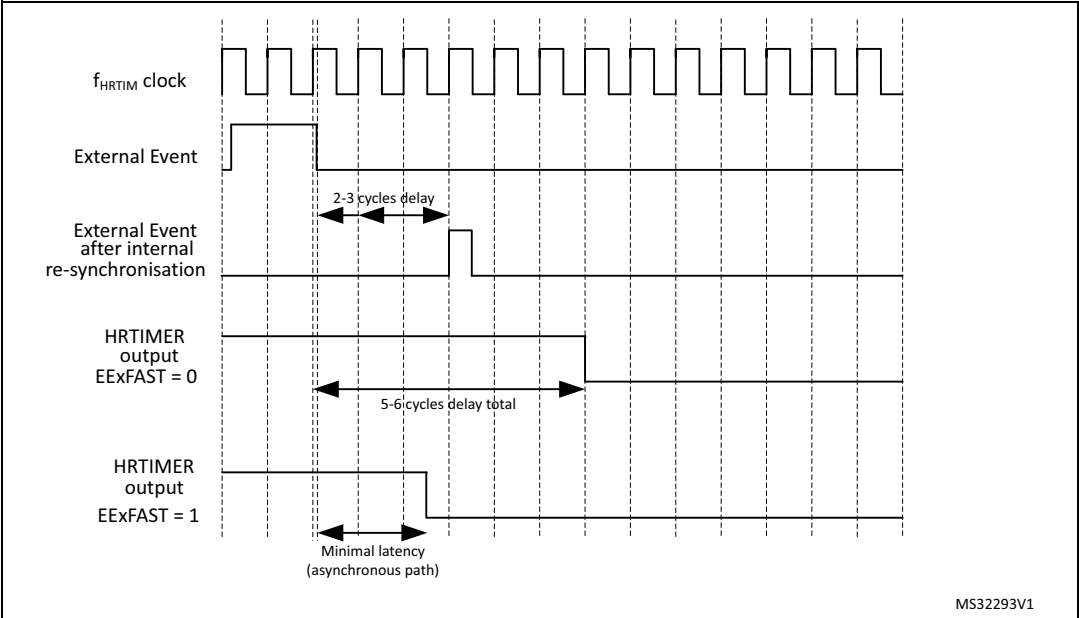 fHRTIM clock
External Event
2-3 cycles delay
External Event
after internal
re-synchronisation
HRTIMER
output
EExFAST = 0
5-6 cycles delay total
HRTIMER
output
EExFAST = 1
Minimal latency
(asynchronous path)
MS32293V1